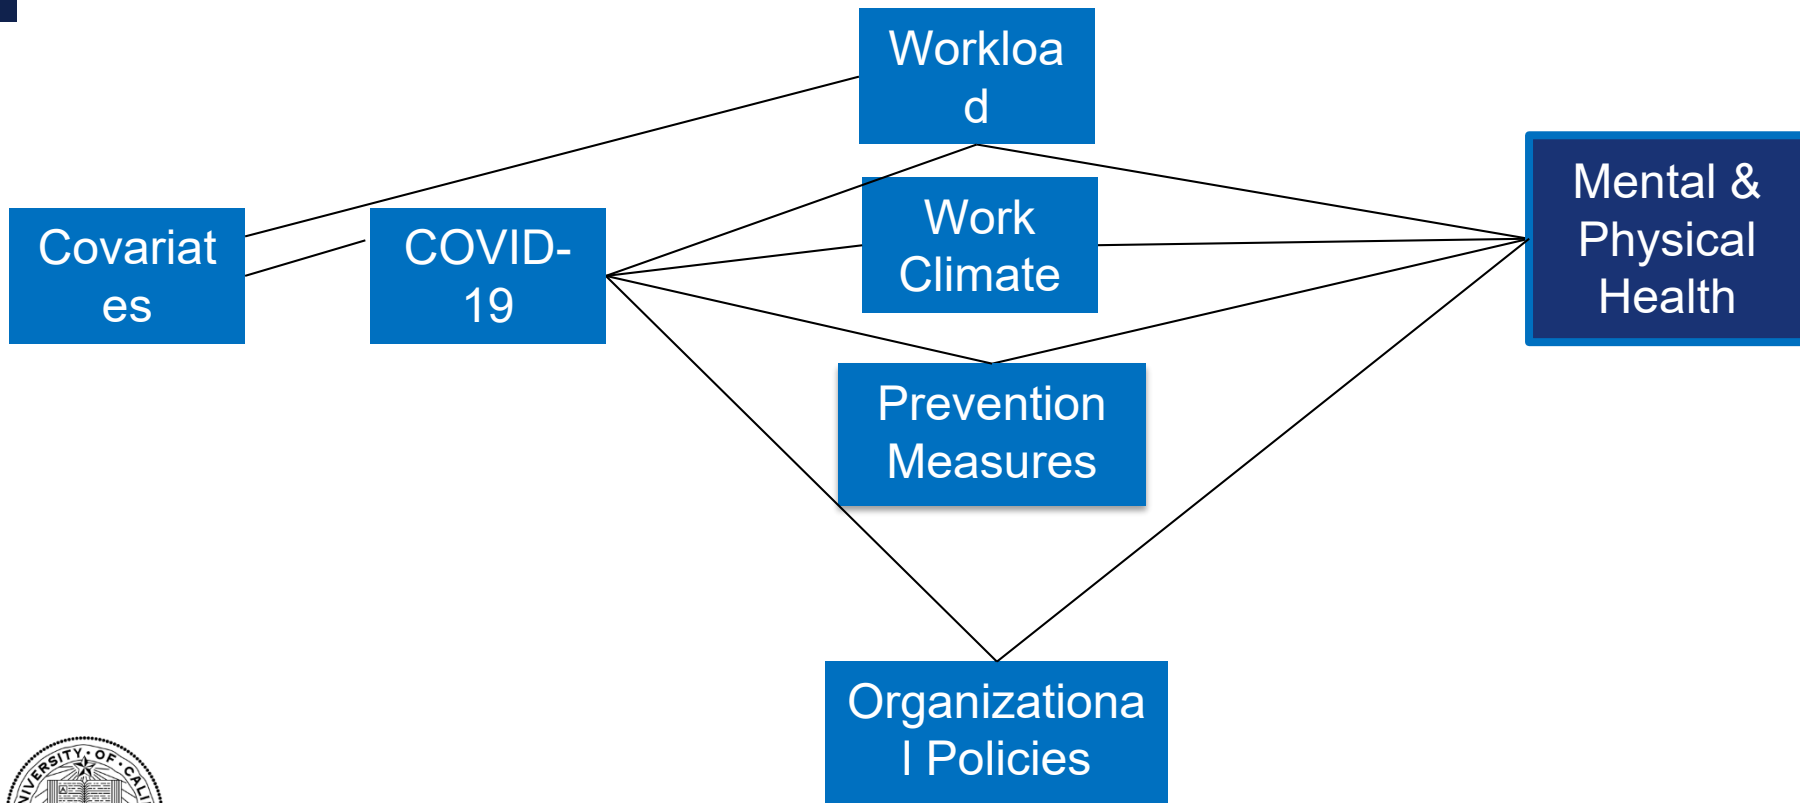 Workloa
d
Covariat
es
COVID-
19
Work
Climate
Mental &
Physical
Health
Prevention
Measures
Organizationa
l Policies